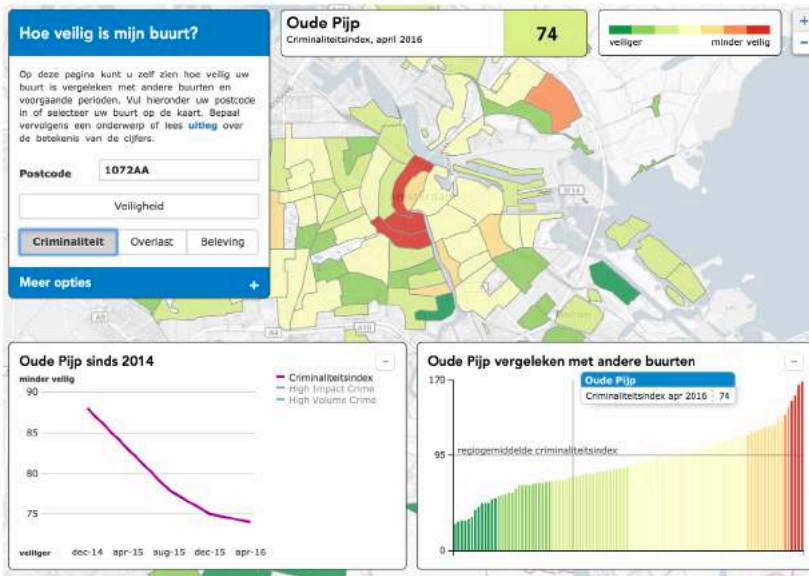 Hoe veilig is mijn buurt?
Op deze pagina kunt u zelf zien hoe veilig uw
buurt is vergeleken met andere buurten en
voorgaande perioden. Vul hieronder uw postcode
in of selecteer uw buurt op de kaart. Bepaal
vervolgens een onderwerp of lees uitleg over
de betekenis van de cijfers.
Postcode 1072AA
Veiligheid
Criminaliteit Overlast Beleving
Meer opties +
Oude Pijp
Criminaliteitsindex, april 2016
74
veiliger minder veilig
+
−
Amsterdam
A9
A4
A10
Oude Pijp sinds 2014
−
minder veilig
90
85
80
75
veiliger dec-14 apr-15 aug-15 dec-15 apr-16
Criminaliteitsindex
High Impact Crime
High Volume Crime
Oude Pijp vergeleken met andere buurten
−
170
95
0
regiogemiddelde criminaliteitsindex
Oude Pijp
Criminaliteitsindex apr 2016 74